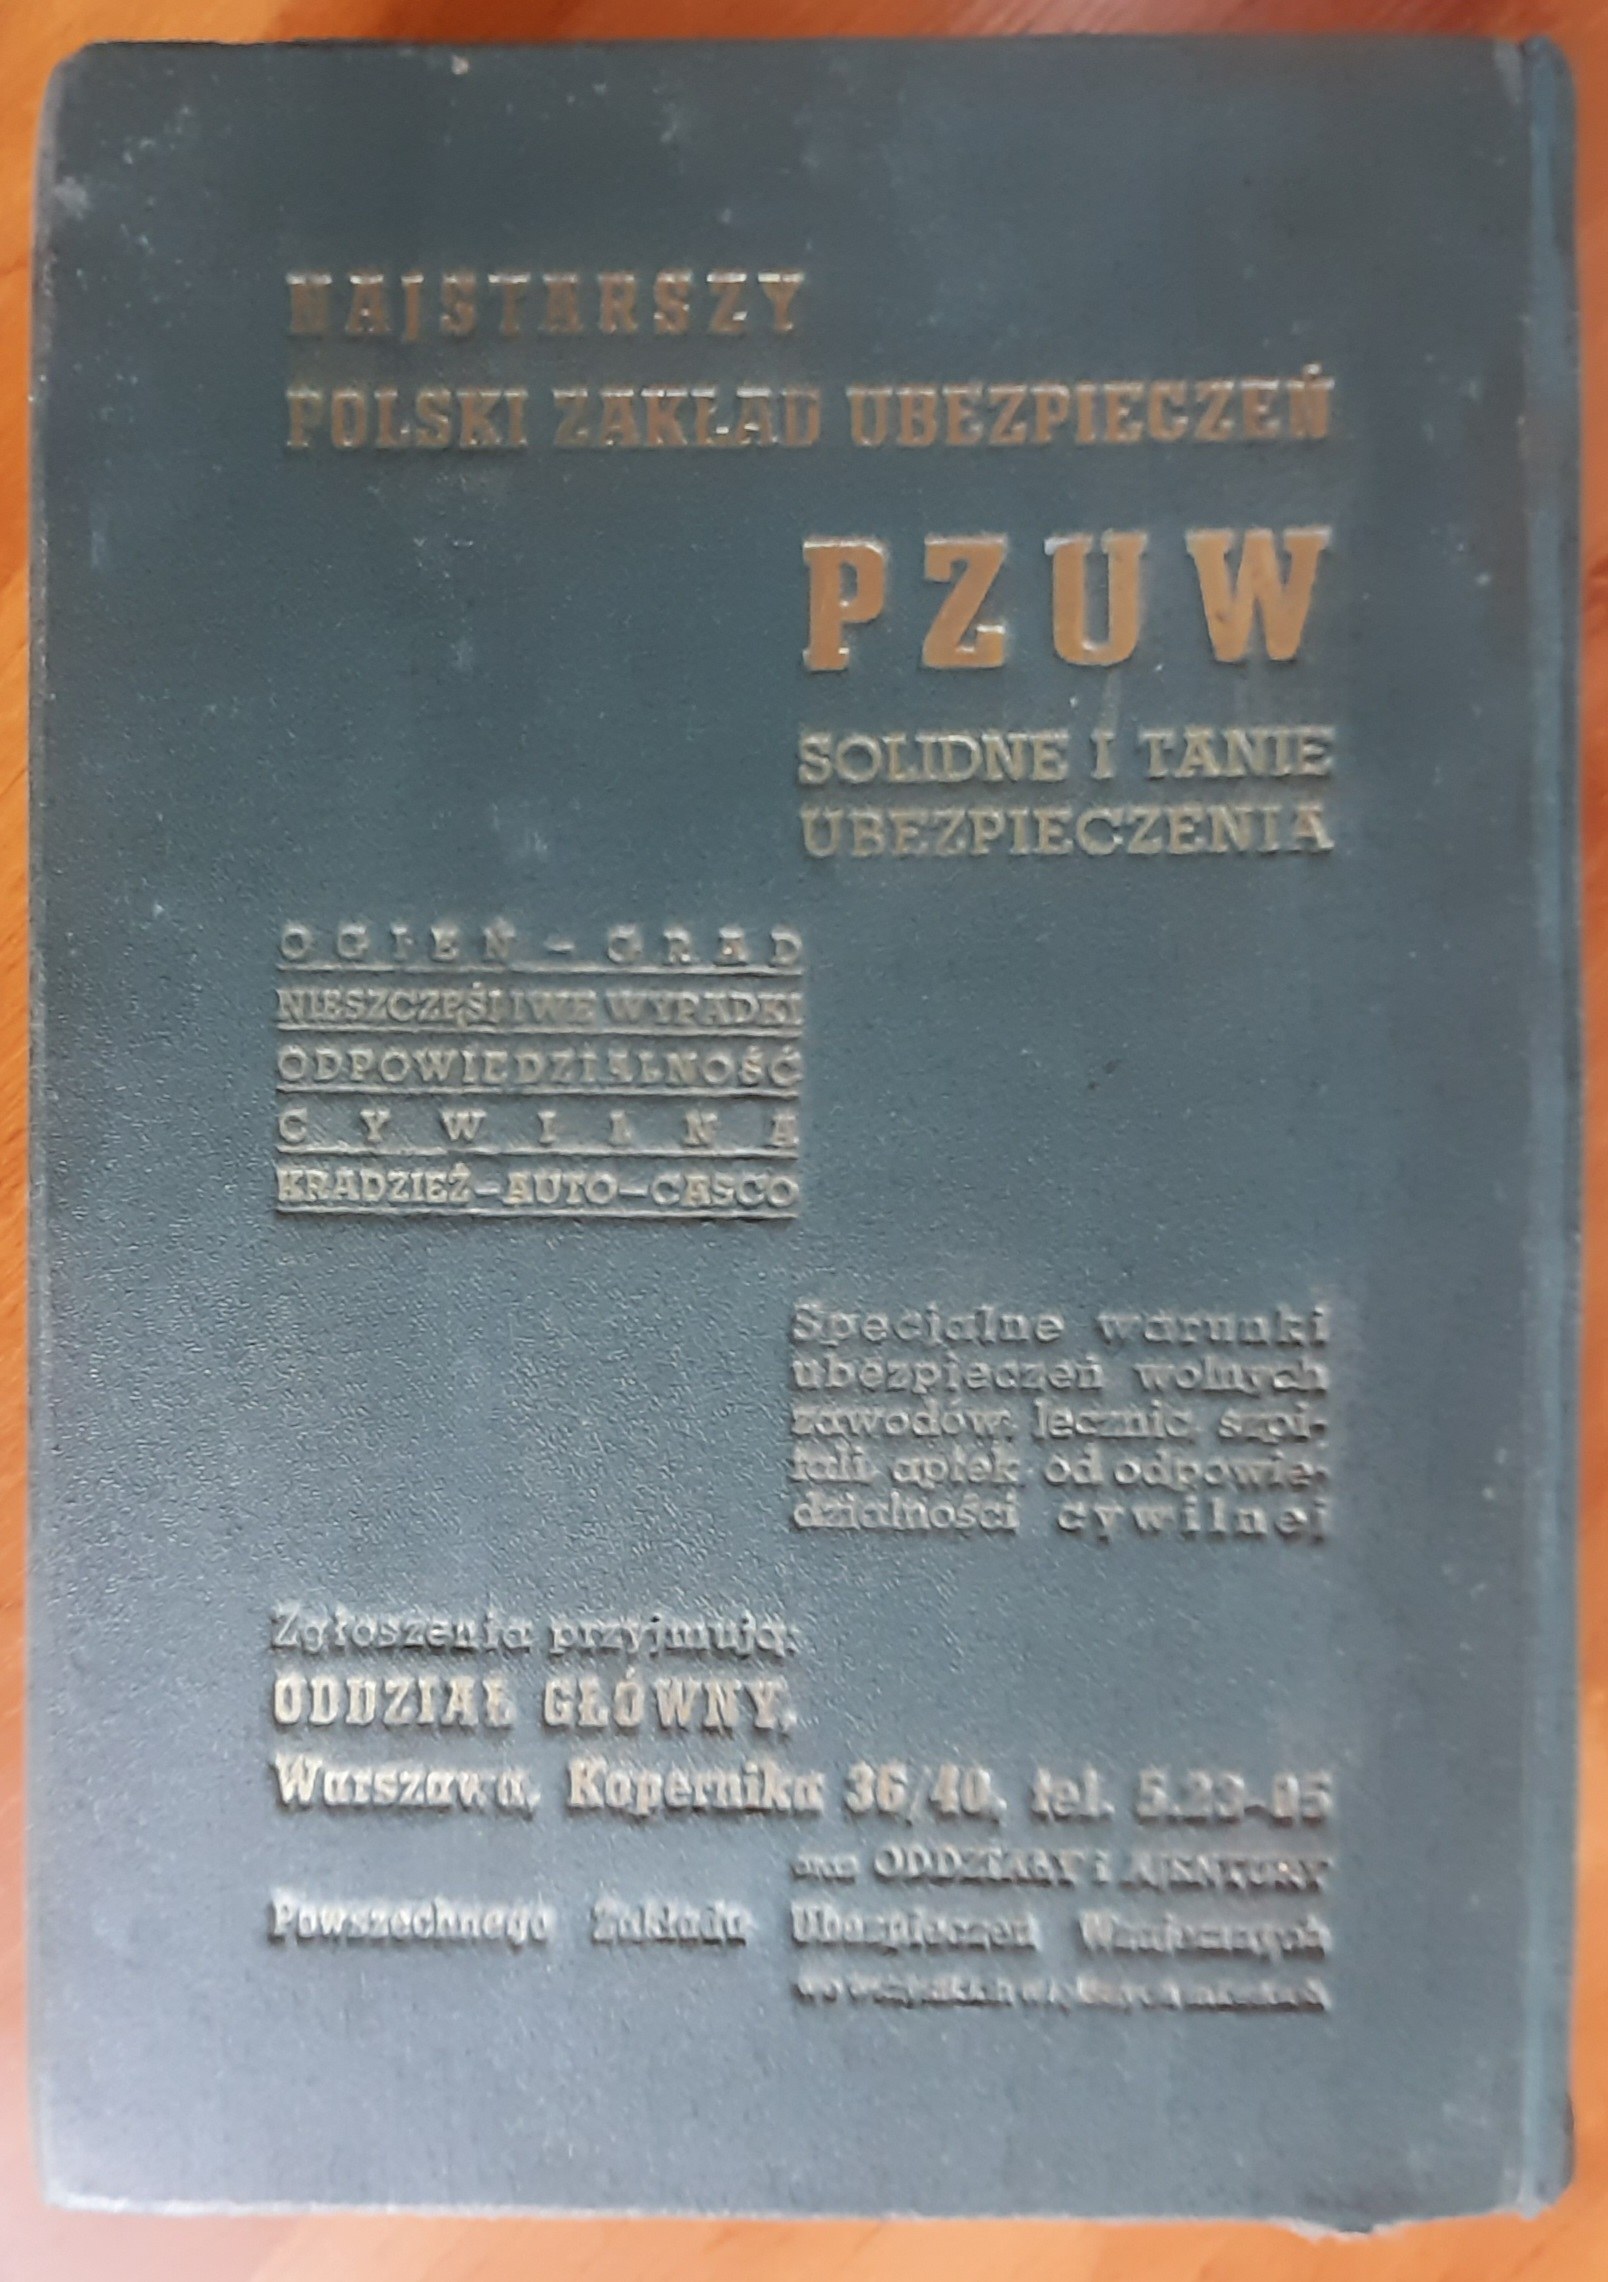 NAJSTARSZY
POLSKI ZAKŁAD UBEZPIECZEŃ
PZUW
SOLIDNE I TANIE
UBEZPIECZENIA
OGIEŃ - GRAD
NIESZCZĘŚLIWE WYPADKI
ODPOWIEDZIALNOŚĆ
CYWILNA
KRADZIEŻ - AUTO - CASCO
Specjalne warunki
ubezpieczeń wolnych
zawodów, lecznic, szpi-
tali, aptek od odpowie-
dzialności cywilnej
Zgłoszenia przyjmują:
ODDZIAŁ GŁÓWNY,
Warszawa, Kopernika 36/40, tel. 5.23-05
oraz ODDZIAŁY i AJENTURY
Powszechnego Zakładu Ubezpieczeń Wzajemnych
we wszystkich